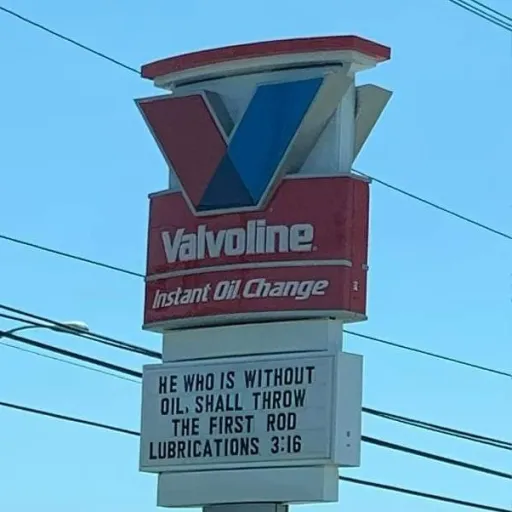 Valvoline
Instant Oil Change
HE WHO IS WITHOUT
OIL, SHALL THROW
THE FIRST ROD
LUBRICATIONS 3:16